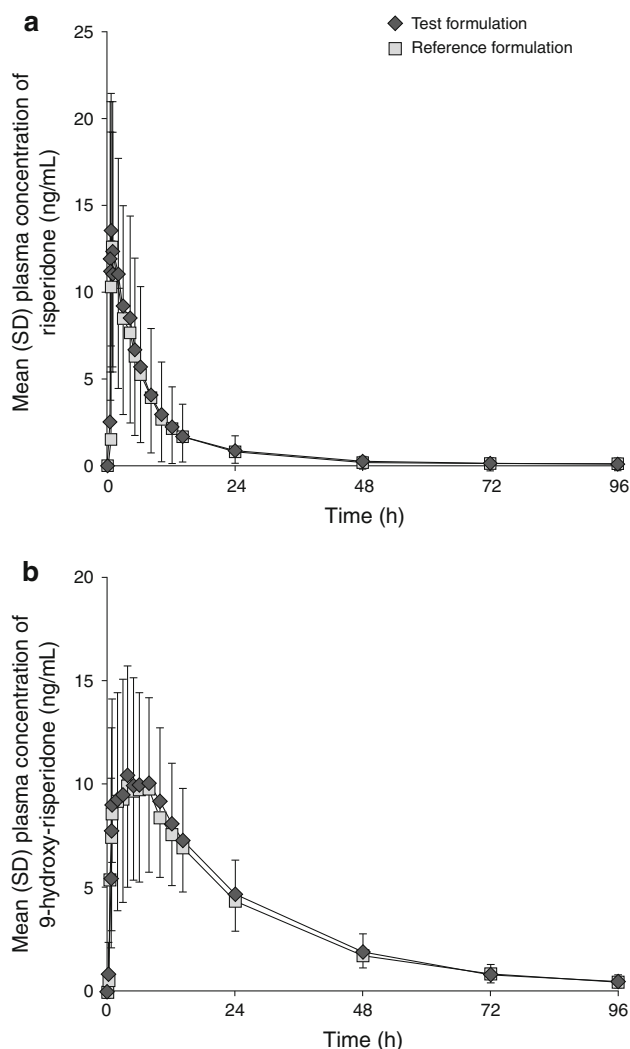 a
Test formulation
Reference formulation
25
20
15
10
5
0
Mean (SD) plasma concentration of
risperidone (ng/mL)
0 24 48 72 96
Time (h)
b
20
15
10
5
0
Mean (SD) plasma concentration of
9-hydroxy-risperidone (ng/mL)
0 24 48 72 96
Time (h)